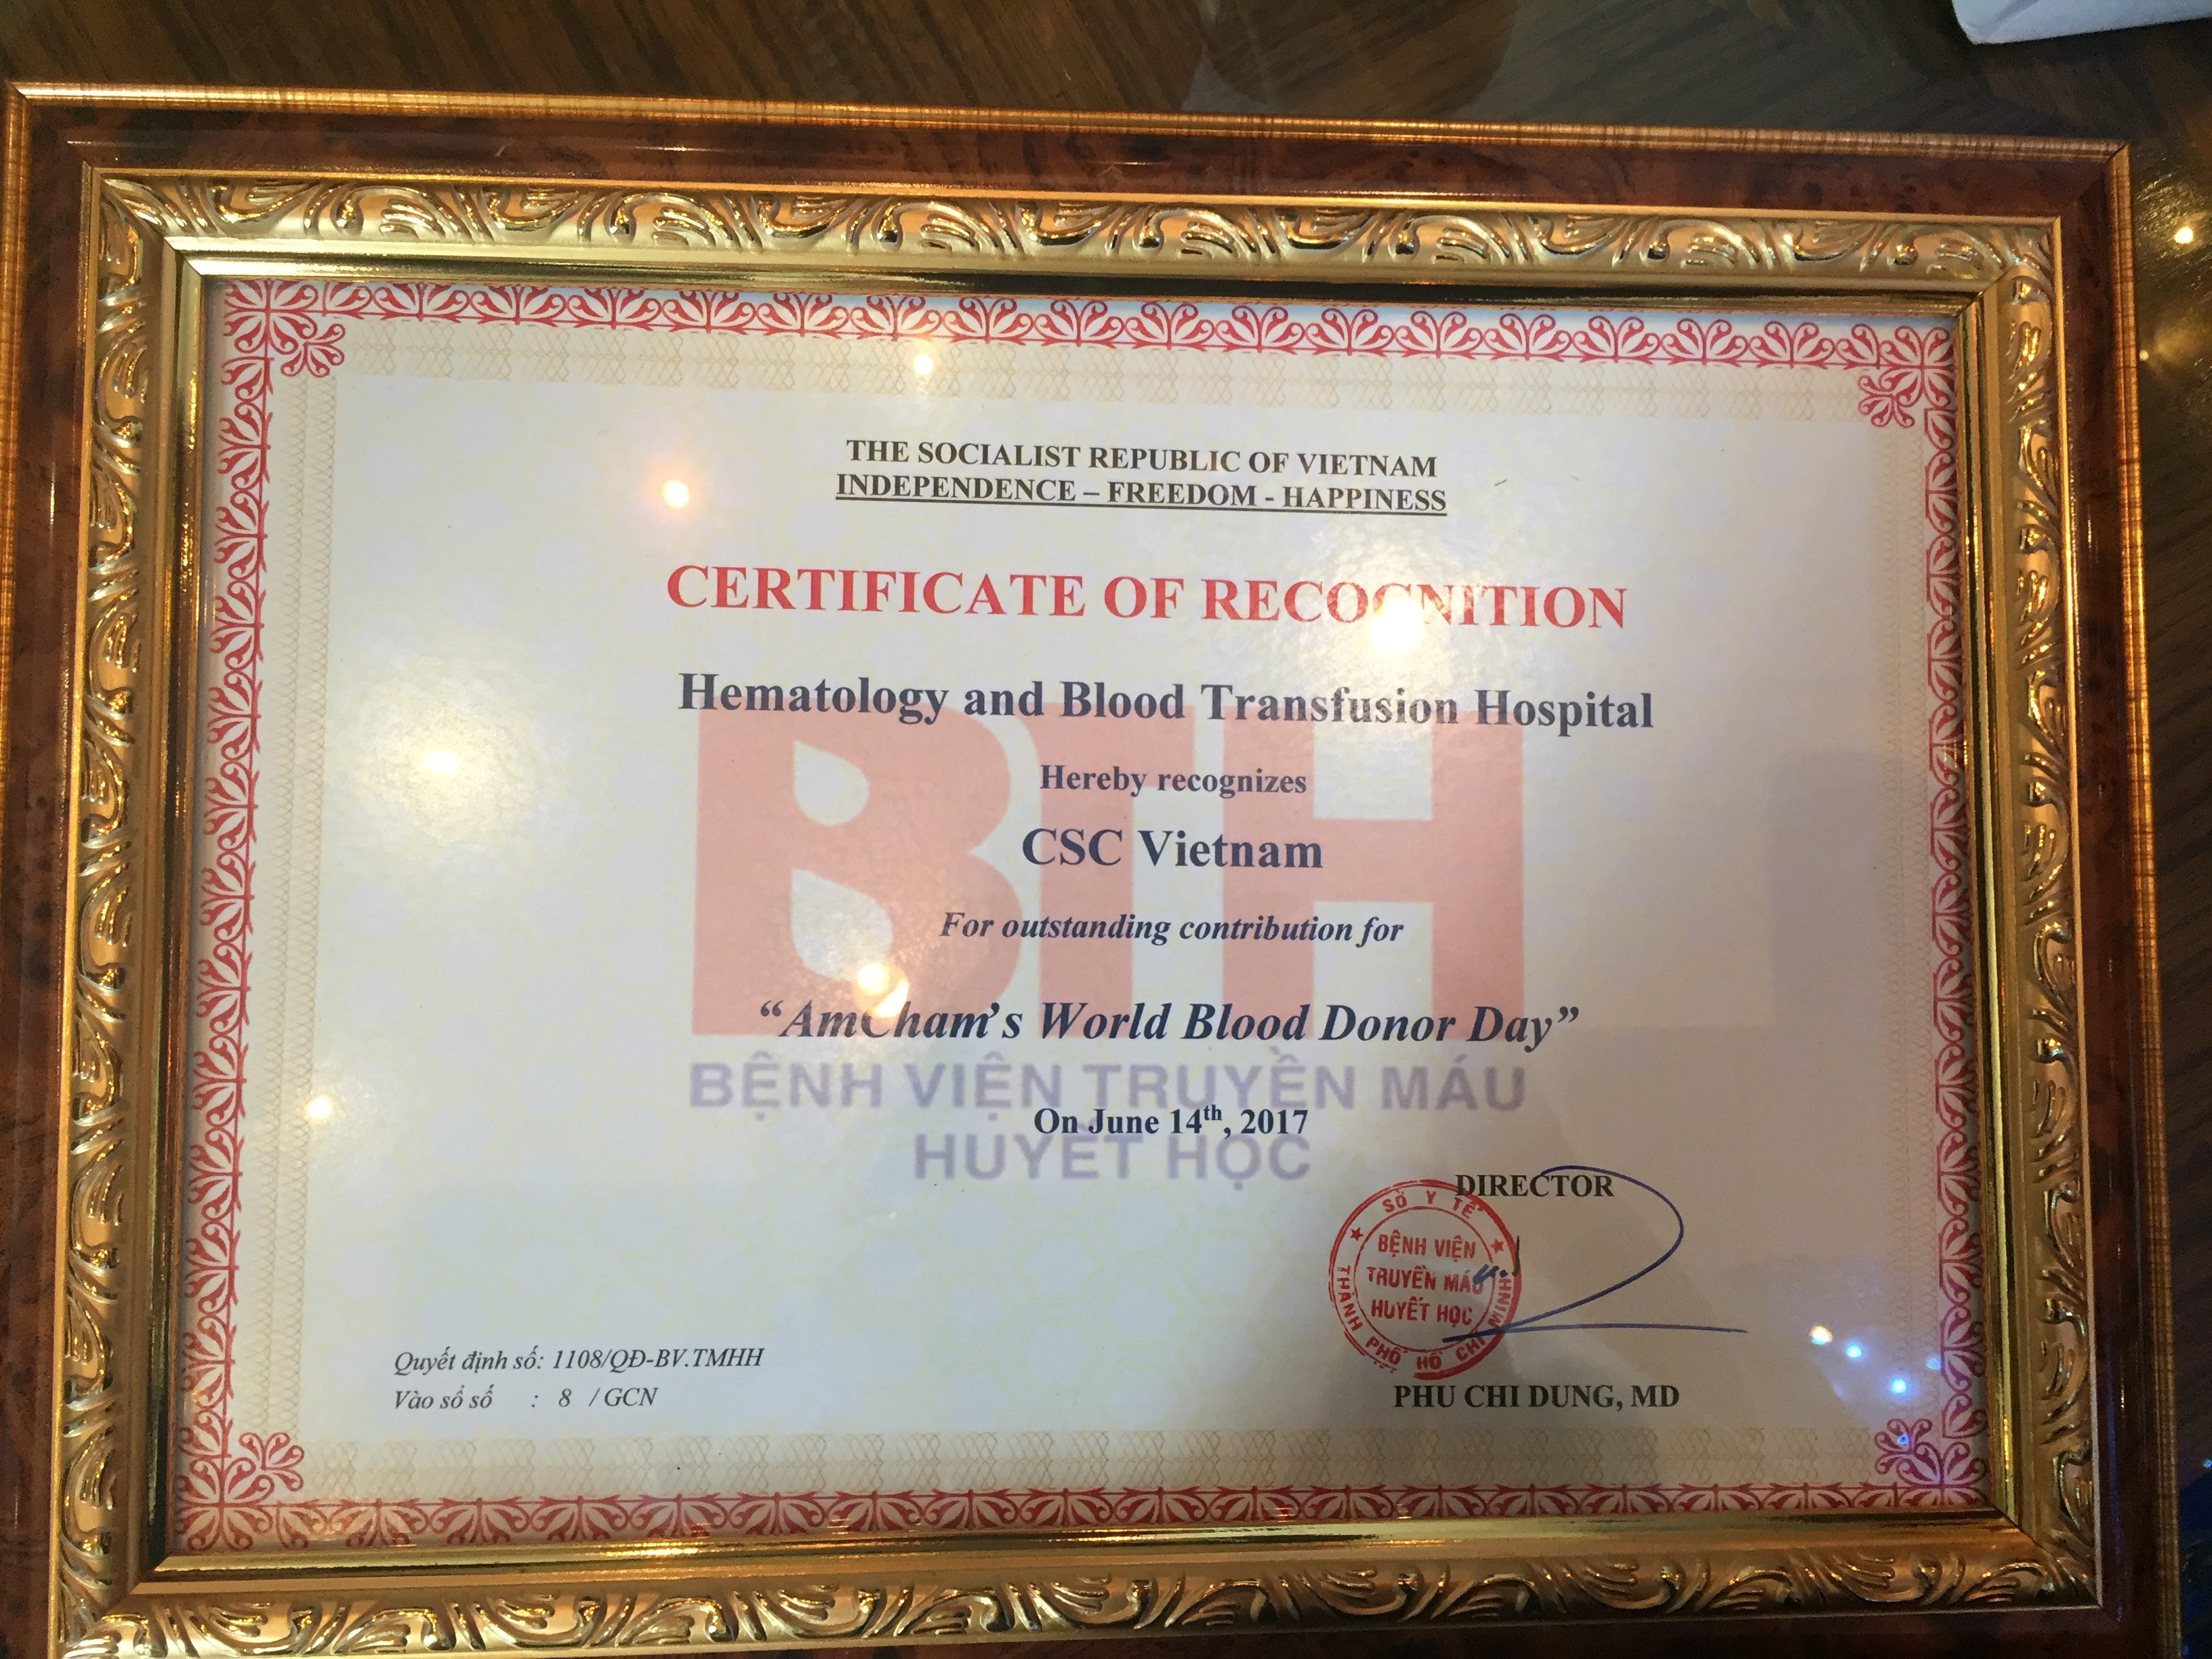 THE SOCIALIST REPUBLIC OF VIETNAM
INDEPENDENCE – FREEDOM - HAPPINESS
CERTIFICATE OF RECOGNITION
Hematology and Blood Transfusion Hospital
Hereby recognizes
CSC Vietnam
For outstanding contribution for
“AmCham’s World Blood Donor Day”
On June 14th, 2017
BTH
BỆNH VIỆN TRUYỀN MÁU
HUYẾT HỌC
DIRECTOR
SỞ Y TẾ
BỆNH VIỆN
TRUYỀN MÁU
HUYẾT HỌC
THÀNH PHỐ HỒ CHÍ MINH
PHU CHI DUNG, MD
Quyết định số: 1108/QĐ-BV.TMHH
Vào sổ số : 8 / GCN